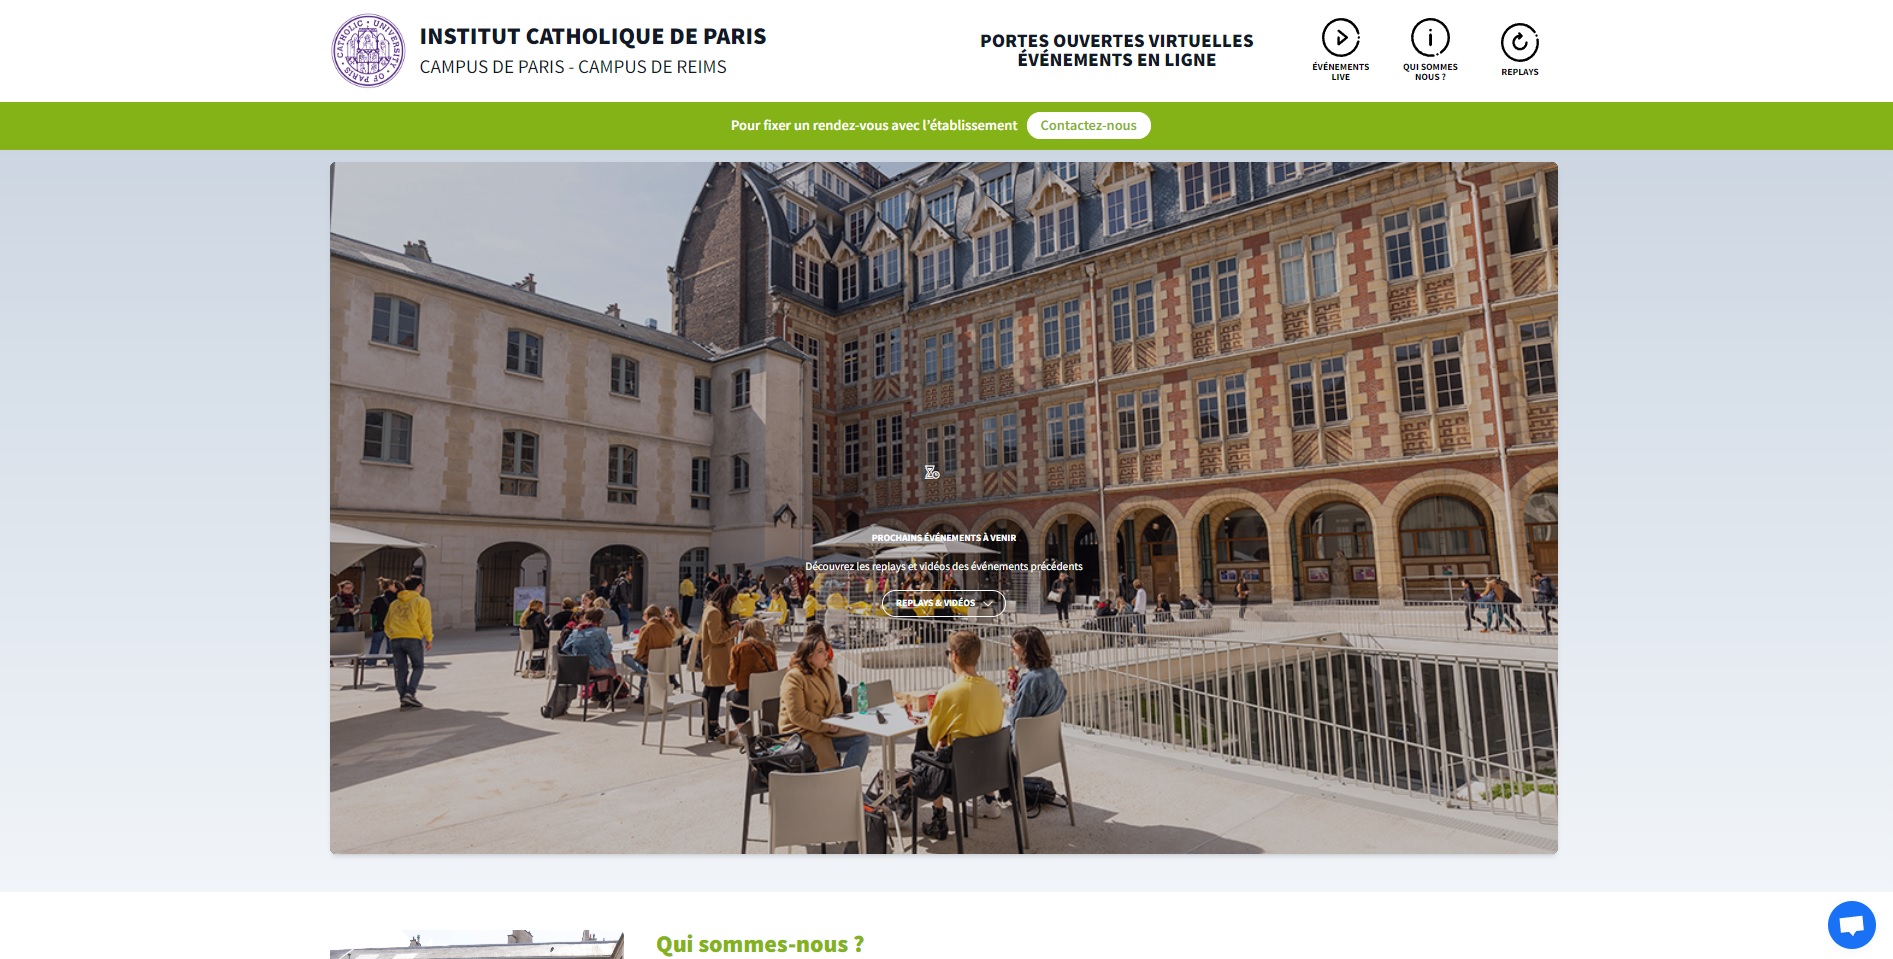 CATHOLIC • UNIVERSITY OF PARIS •
INSTITUT CATHOLIQUE DE PARIS
CAMPUS DE PARIS - CAMPUS DE REIMS
PORTES OUVERTES VIRTUELLES
ÉVÉNEMENTS EN LIGNE
ÉVÉNEMENTS
LIVE
QUI SOMMES
NOUS ?
REPLAYS
Pour fixer un rendez-vous avec l'établissement Contactez-nous
PROCHAINS ÉVÉNEMENTS À VENIR
Découvrez les replays et vidéos des événements précédents
REPLAYS & VIDÉOS
Qui sommes-nous ?